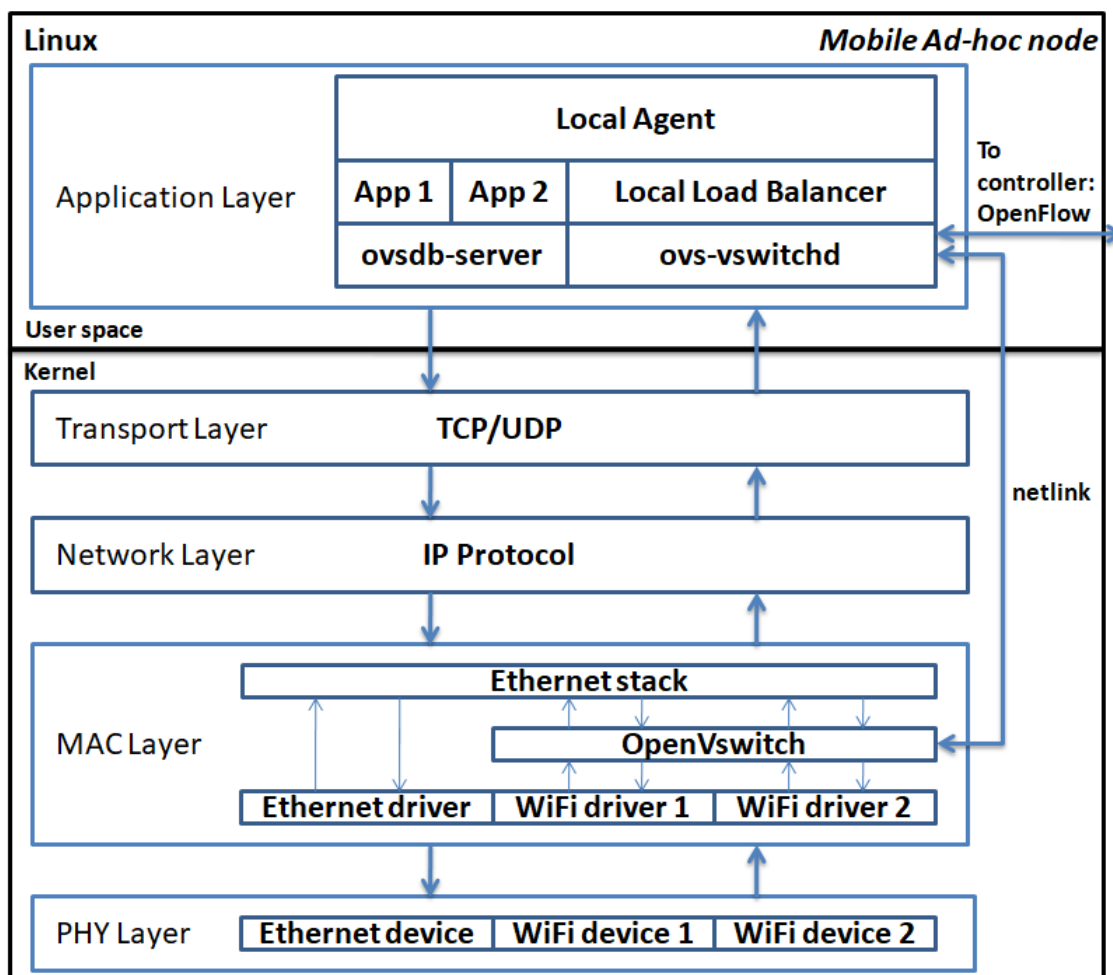 Linux
Mobile Ad-hoc node
Local Agent
Application Layer
App 1
App 2
Local Load Balancer
ovsdb-server
ovs-vswitchd
To
controller:
OpenFlow
User space
Kernel
Transport Layer
TCP/UDP
netlink
Network Layer
IP Protocol
Ethernet stack
MAC Layer
OpenVswitch
Ethernet driver
WiFi driver 1
WiFi driver 2
PHY Layer
Ethernet device
WiFi device 1
WiFi device 2